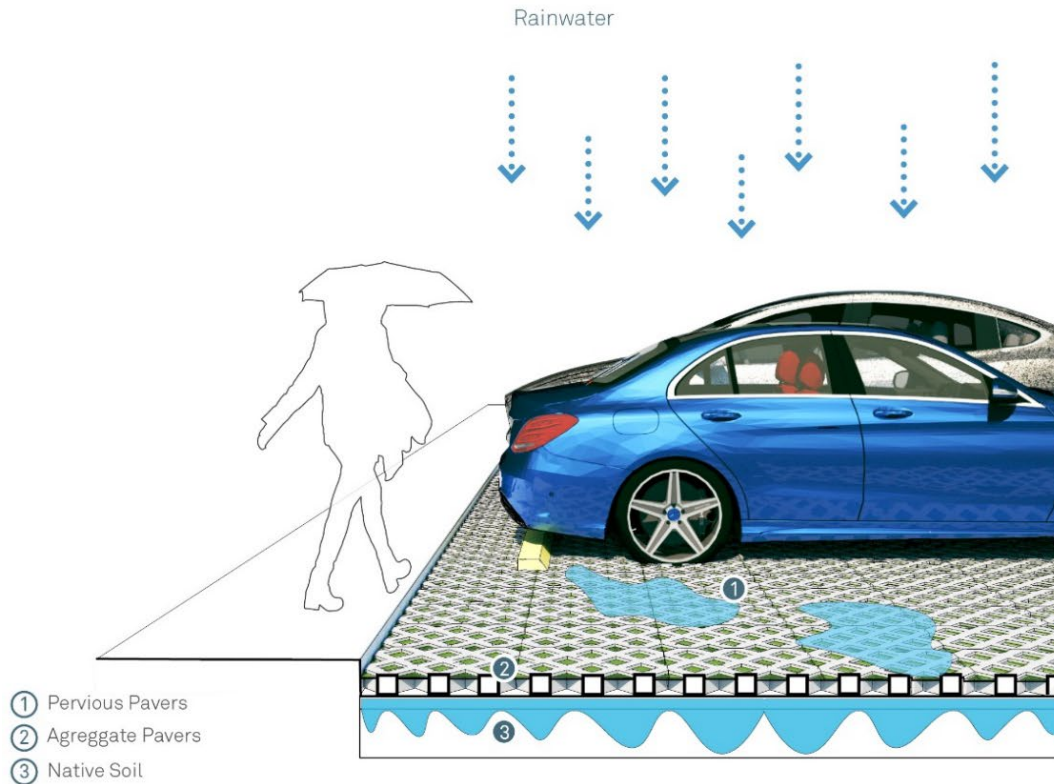 Rainwater
1
2
3
1 Pervious Pavers
2 Agreggate Pavers
3 Native Soil